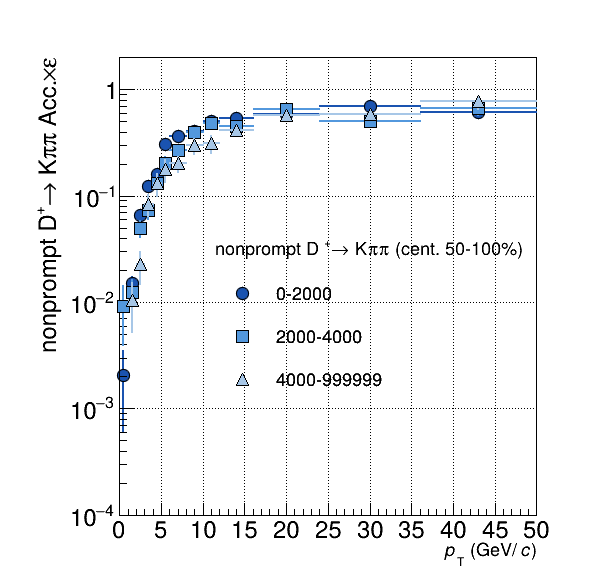 nonprompt D⁺→ Kππ Acc.×ε
1
10⁻¹
10⁻²
10⁻³
10⁻⁴
nonprompt D ⁺→ Kππ (cent. 50-100%)
0-2000
2000-4000
4000-999999
0 5 10 15 20 25 30 35 40 45 50
p_T (GeV/c)